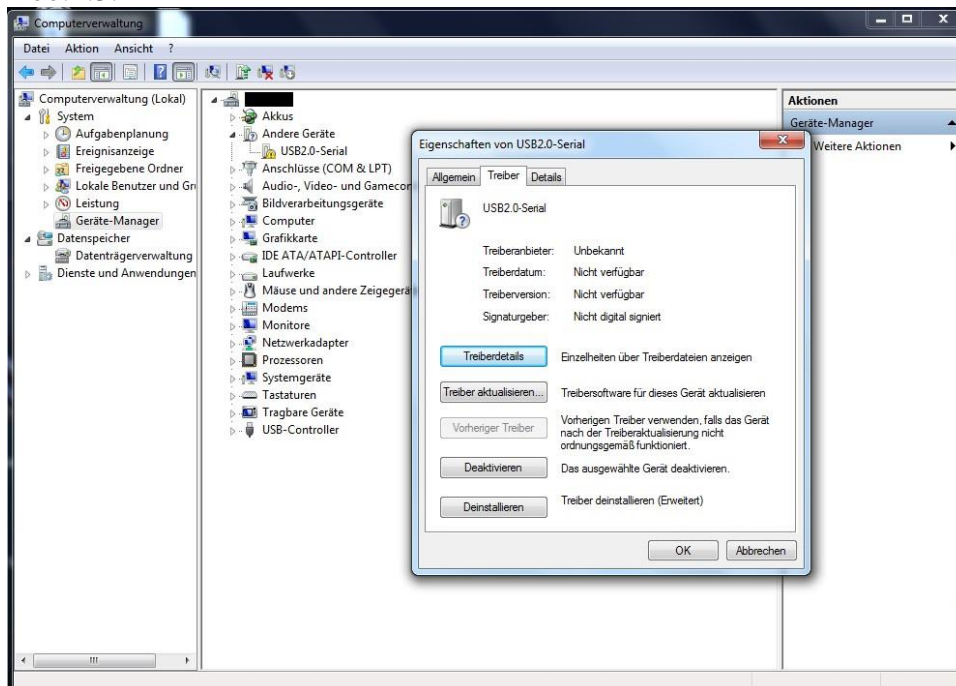 Computerverwaltung
Datei Aktion Ansicht ?
Computerverwaltung (Lokal)
System
Aufgabenplanung
Ereignisanzeige
Freigegebene Ordner
Lokale Benutzer und Gr
Leistung
Geräte-Manager
Datenspeicher
Datenträgerverwaltung
Dienste und Anwendungen
Akkus
Andere Geräte
USB2.0-Serial
Anschlüsse (COM & LPT)
Audio-, Video- und Gamecor
Bildverarbeitungsgeräte
Computer
Grafikkarte
IDE ATA/ATAPI-Controller
Laufwerke
Mäuse und andere Zeigegerä
Modems
Monitore
Netzwerkadapter
Prozessoren
Systemgeräte
Tastaturen
Tragbare Geräte
USB-Controller
Eigenschaften von USB2.0-Serial
Allgemein Treiber Details
USB2.0-Serial
Treiberanbieter: Unbekannt
Treiberdatum: Nicht verfügbar
Treiberversion: Nicht verfügbar
Signaturgeber: Nicht digital signiert
Treiberdetails Einzelheiten über Treiberdateien anzeigen
Treiber aktualisieren... Treibersoftware für dieses Gerät aktualisieren
Vorheriger Treiber Vorherigen Treiber verwenden, falls das Gerät
nach der Treiberaktualisierung nicht
ordnungsgemäß funktioniert.
Deaktivieren Das ausgewählte Gerät deaktivieren.
Deinstallieren Treiber deinstallieren (Erweitert)
OK Abbrechen
Aktionen
Geräte-Manager
Weitere Aktionen